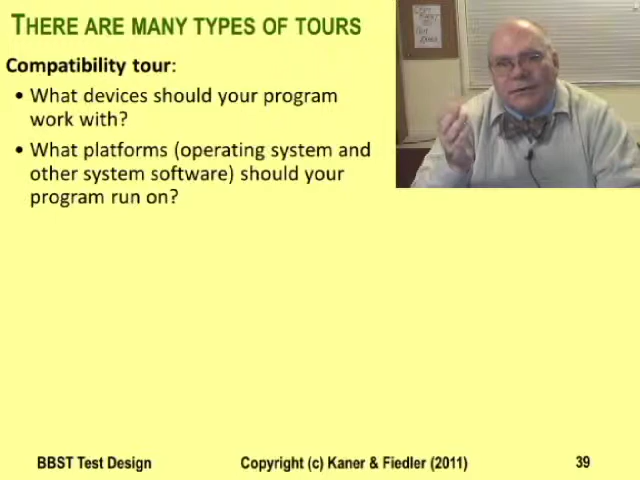 THERE ARE MANY TYPES OF TOURS
Compatibility tour:
• What devices should your program
work with?
• What platforms (operating system and
other system software) should your
program run on?
BBST Test Design
Copyright (c) Kaner & Fiedler (2011)
39